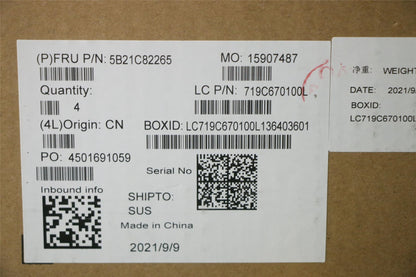 (P)FRU P/N: 5B21C82265
MO: 15907487
Quantity:
4
LC P/N: 719C670100L
(4L)Origin: CN
BOXID: LC719C670100L136403601
PO: 4501691059
Serial No
Inbound info
SHIPTO:
SUS
Made in China
2021/9/9
净重: WEIGHT
DATE: 2021/9/
BOXID:
LC719C670100L